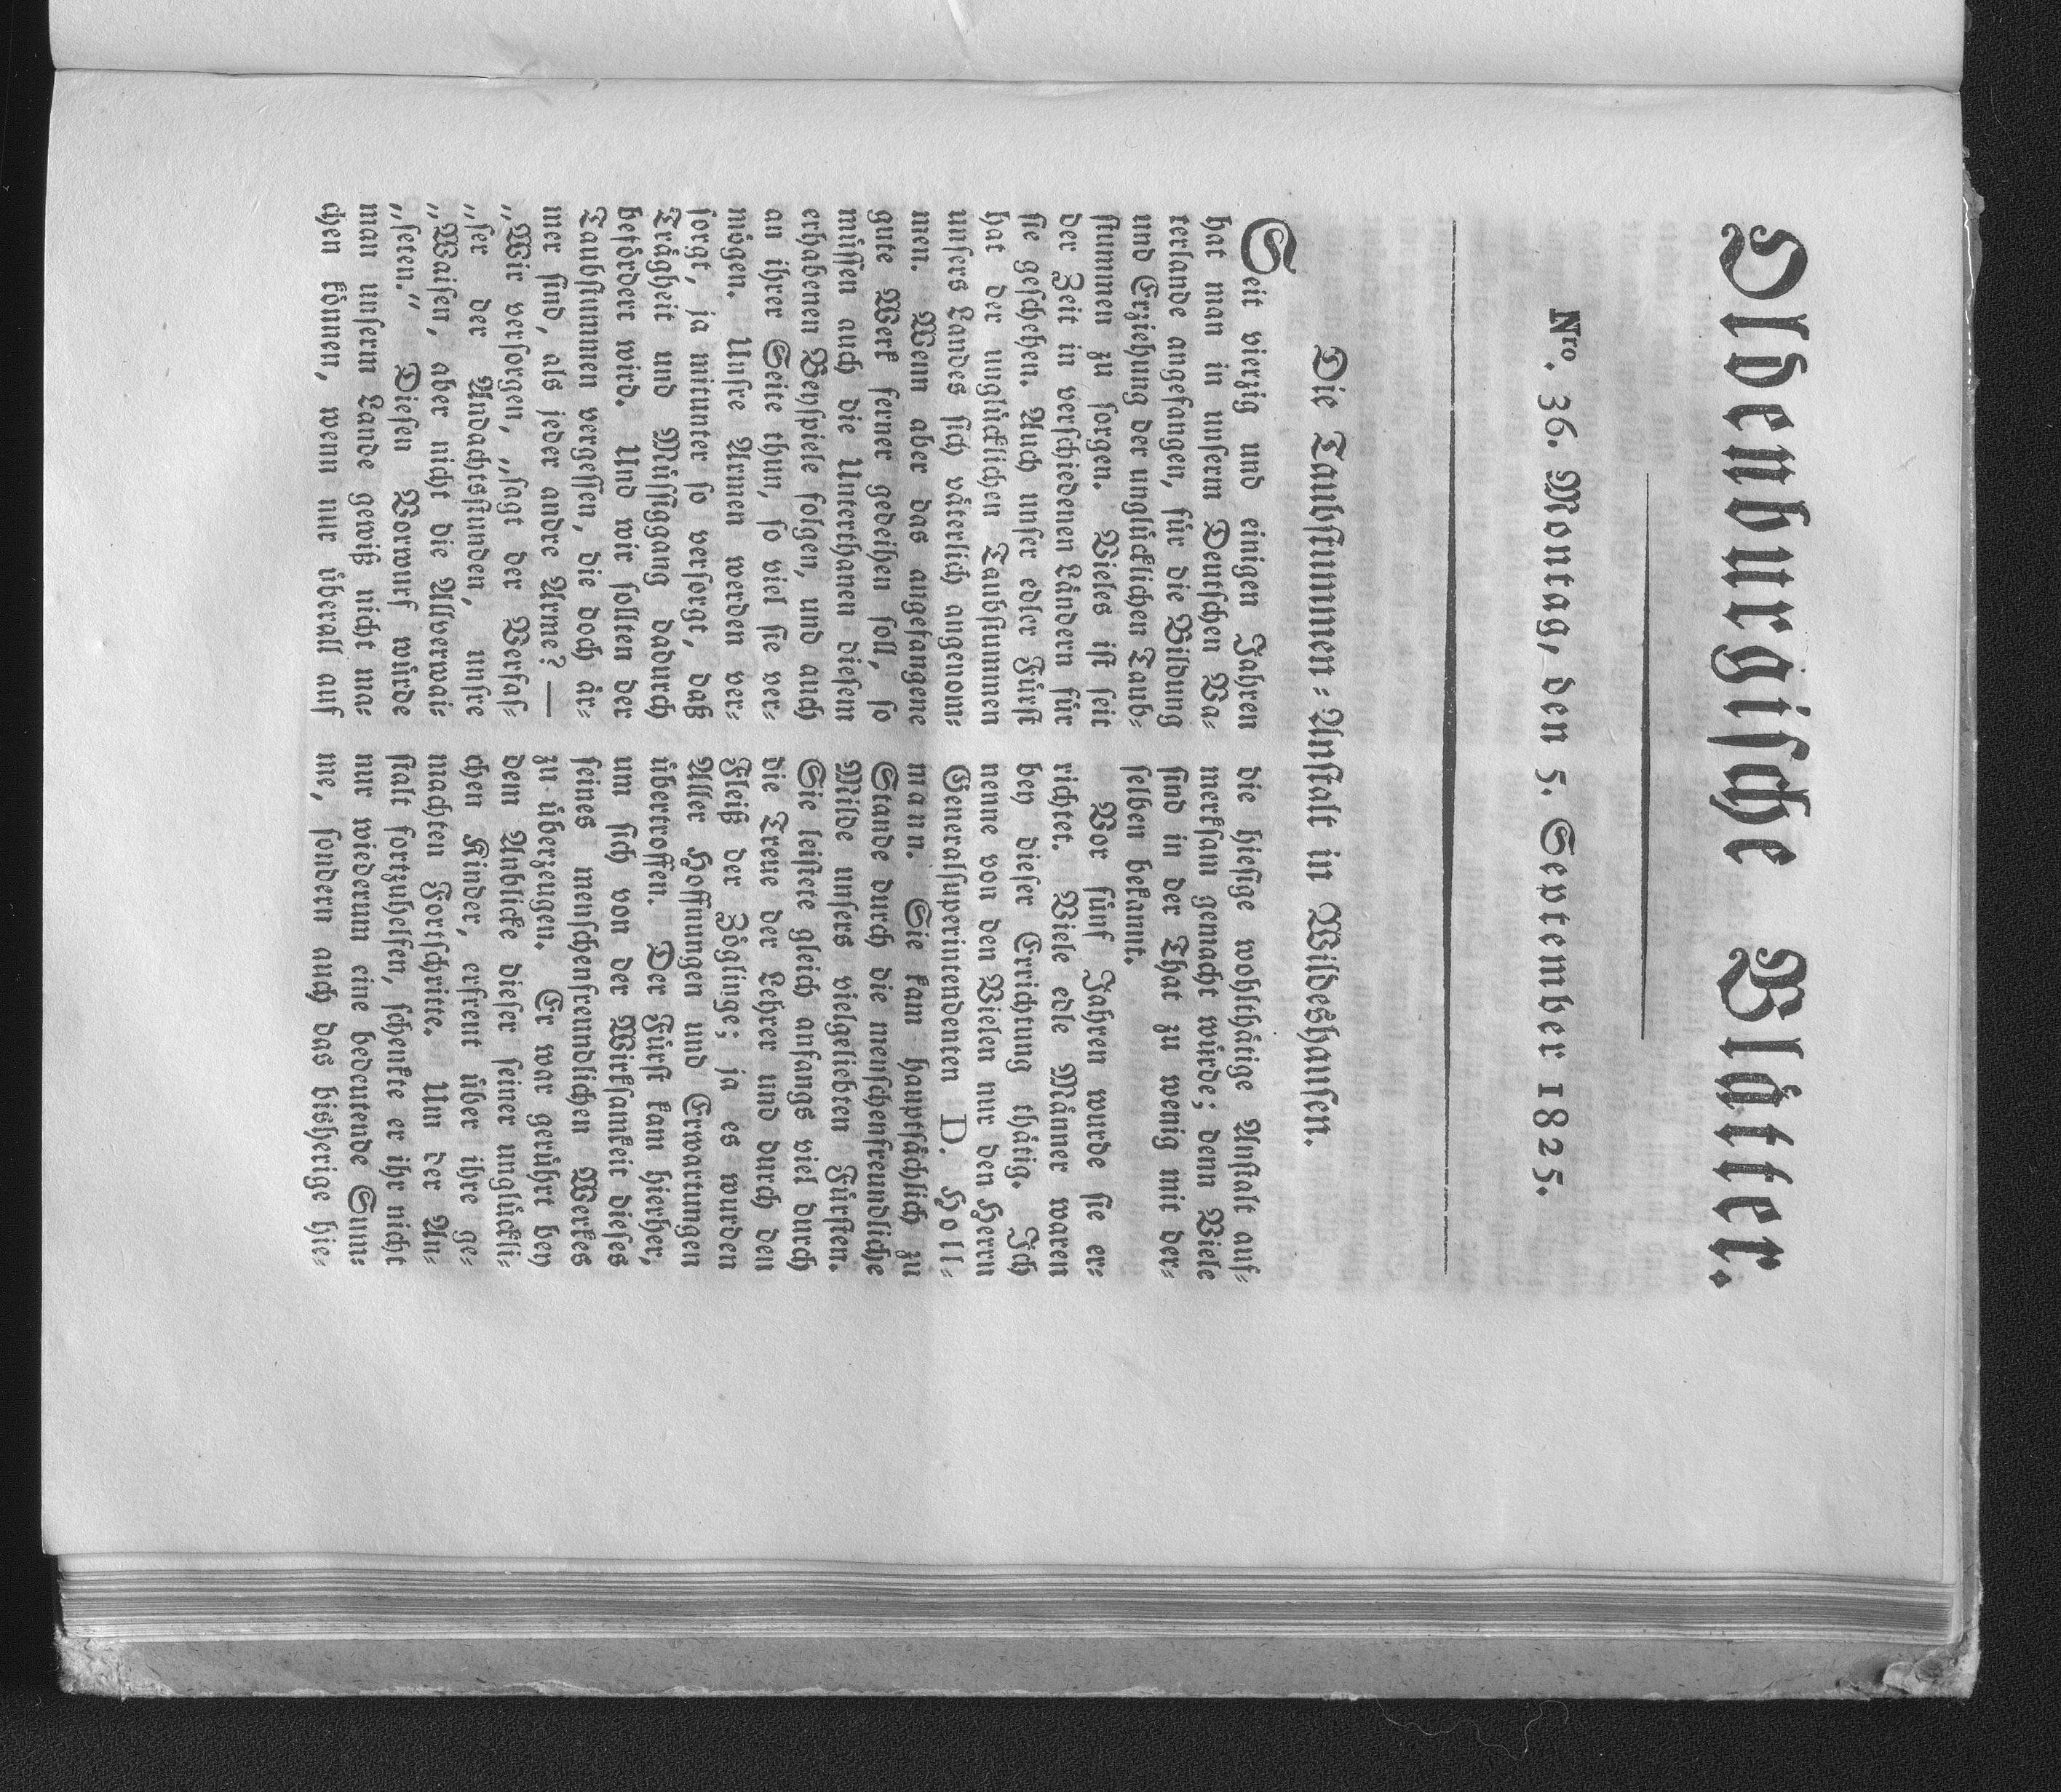 Oldenburgische Blätter.
Nro. 36. Montag, den 5. September 1825.
Die Taubstummen-Anstalt in Wildeshausen.
Seit vierzig und einigen Jahren
hat man in unserm Deutschen Va-
terlande angefangen, für die Bildung
und Erziehung der unglücklichen Taub-
stummen zu sorgen. Vieles ist seit
der Zeit in verschiedenen Ländern für
sie geschehen. Auch unser edler Fürst
hat der unglücklichen Taubstummen
unsers Landes sich väterlich angenom-
men. Wenn aber das angefangene
gute Werk ferner gedeihen soll, so
müssen auch die Unterthanen diesem
erhabenen Beyspiele folgen, und auch
an ihrer Seite thun, so viel sie ver-
mögen. Unsre Armen werden ver-
sorgt, ja mitunter so versorgt, daß
Trägheit und Müssiggang dadurch
befördert wird. Und wir sollten der
Taubstummen vergessen, die doch är-
mer sind, als jeder andre Arme? —
„Wir versorgen, „sagt der Verfas-
„ser der Andachtsstunden, unsre
„Waisen, aber nicht die Allverwai-
„seten.“ Diesen Vorwurf würde
man unserm Lande gewiß nicht ma-
chen können, wenn nur überall auf
die hiesige wohlthätige Anstalt auf-
merksam gemacht würde; denn Viele
sind in der That zu wenig mit der-
selben bekannt.
Vor fünf Jahren wurde sie er-
richtet. Viele edle Männer waren
bey dieser Errichtung thätig. Ich
nenne von den Vielen nur den Herrn
Generalsuperintendenten D. Holl-
mann. Sie kam hauptsächlich zu
Stande durch die menschenfreundliche
Milde unsers vielgeliebten Fürsten.
Sie leistete gleich anfangs viel durch
die Treue der Lehrer und durch den
Fleiß der Zöglinge; ja es wurden
Aller Hoffnungen und Erwartungen
übertroffen. Der Fürst kam hierher,
um sich von der Wirksamkeit dieses
seines menschenfreundlichen Werkes
zu überzeugen. Er war gerührt bey
dem Anblicke dieser seiner unglückli-
chen Kinder, erfreut über ihre ge-
machten Fortschritte. Um der An-
stalt fortzuhelfen, schenkte er ihr nicht
nur wiederum eine bedeutende Sum-
me, sondern auch das bisherige hie-